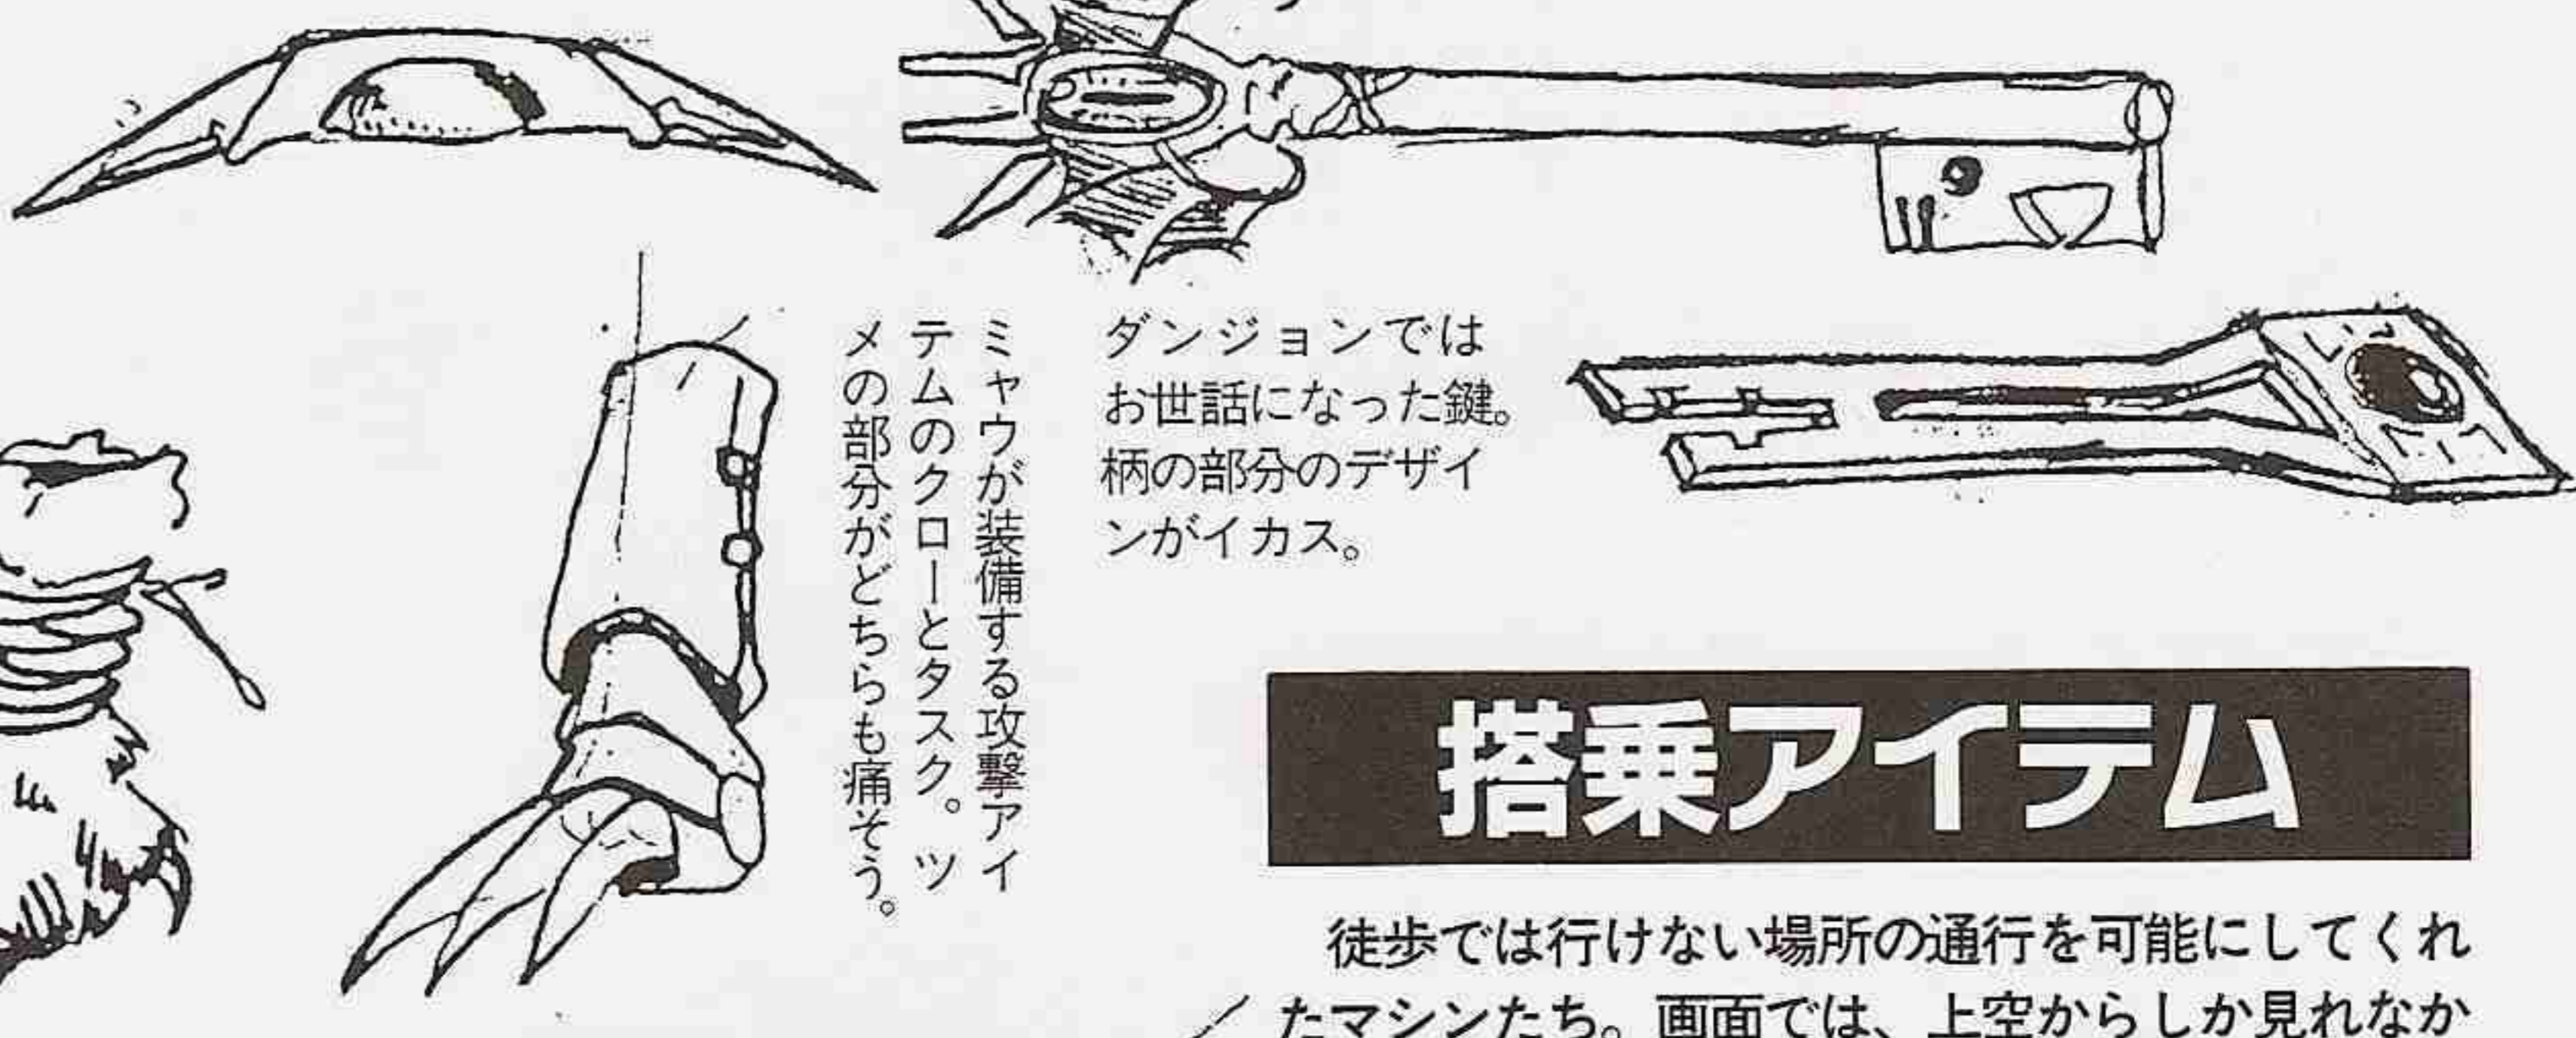 ダンジョンでは
お世話になった鍵。
柄の部分のデザイ
ンがイカス。
ミャウが装備する攻撃アイ
テムのクローとタスク。ツ
メの部分がどちらも痛そう。
搭乗アイテム
徒歩では行けない場所の通行を可能にしてくれ
たマシンたち。画面では、上空からしか見れなか